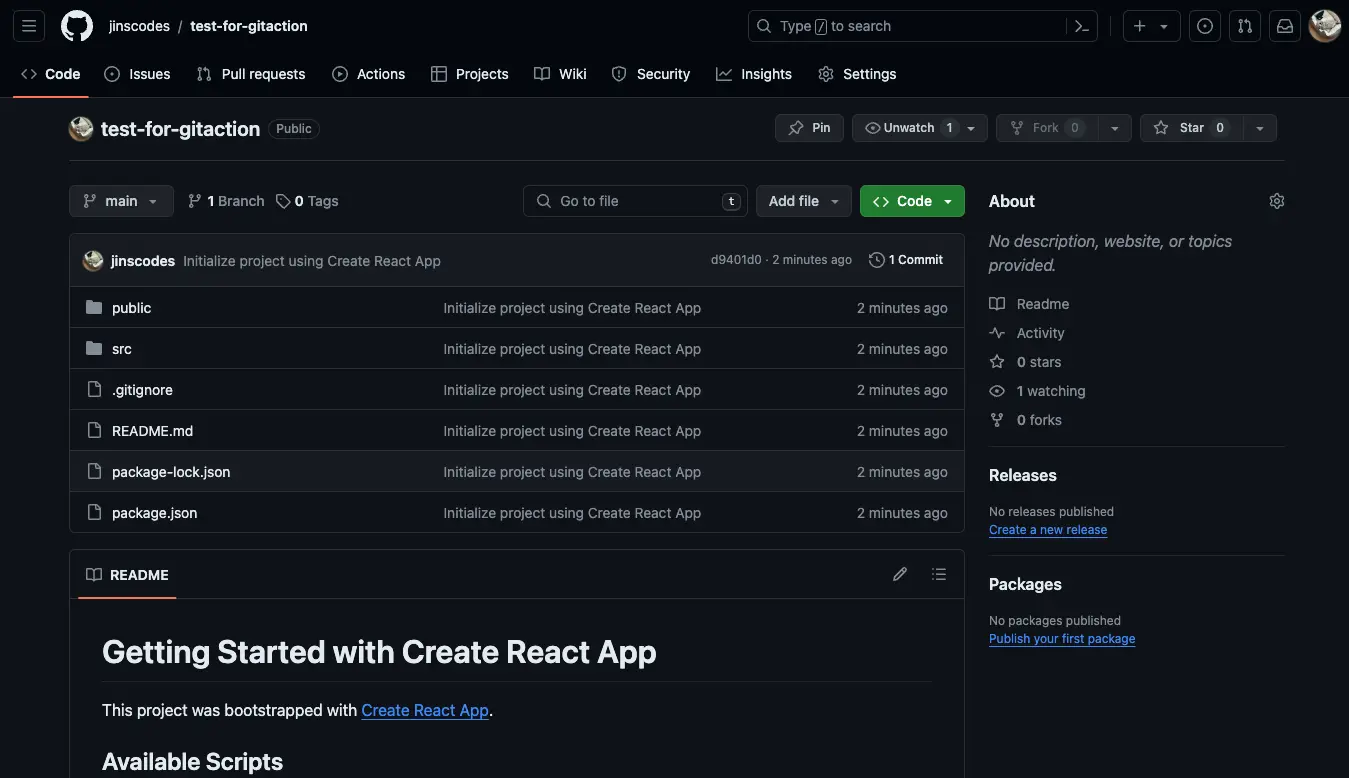 jinscodes / test-for-gitaction
Type / to search
Code Issues Pull requests Actions Projects Wiki Security Insights Settings
test-for-gitaction Public
Pin Unwatch 1 Fork 0 Star 0
main 1 Branch 0 Tags Go to file t Add file Code
jinscodes Initialize project using Create React App d9401d0 · 2 minutes ago 1 Commit
public Initialize project using Create React App 2 minutes ago
src Initialize project using Create React App 2 minutes ago
.gitignore Initialize project using Create React App 2 minutes ago
README.md Initialize project using Create React App 2 minutes ago
package-lock.json Initialize project using Create React App 2 minutes ago
package.json Initialize project using Create React App 2 minutes ago
README
Getting Started with Create React App
This project was bootstrapped with Create React App.
Available Scripts
About
No description, website, or topics
provided.
Readme
Activity
0 stars
1 watching
0 forks
Releases
No releases published
Create a new release
Packages
No packages published
Publish your first package